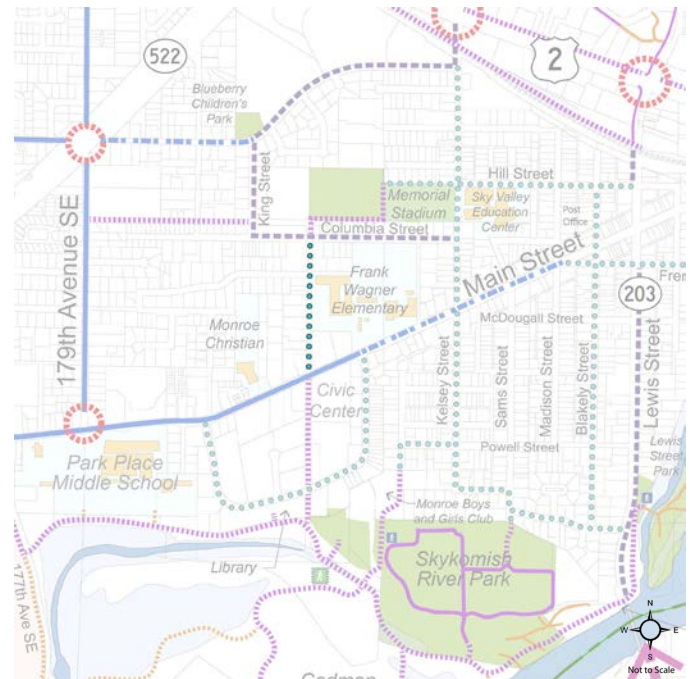 522
2
Blueberry
Children's
Park
King Street
Hill Street
Memorial
Stadium
Sky Valley
Education
Center
Post
Office
179th Avenue SE
Columbia Street
Main Street
Frank
Wagner
Elementary
203
McDougall Street
Monroe
Christian
Civic
Center
Kelsey Street
Sams Street
Madison Street
Blakely Street
Lewis Street
Powell Street
Park Place
Middle School
Lewis
Street
Park
Monroe Boys
and Girls Club
Library
Skykomish
River Park
177th Ave SE
N
W
E
S
Not to Scale